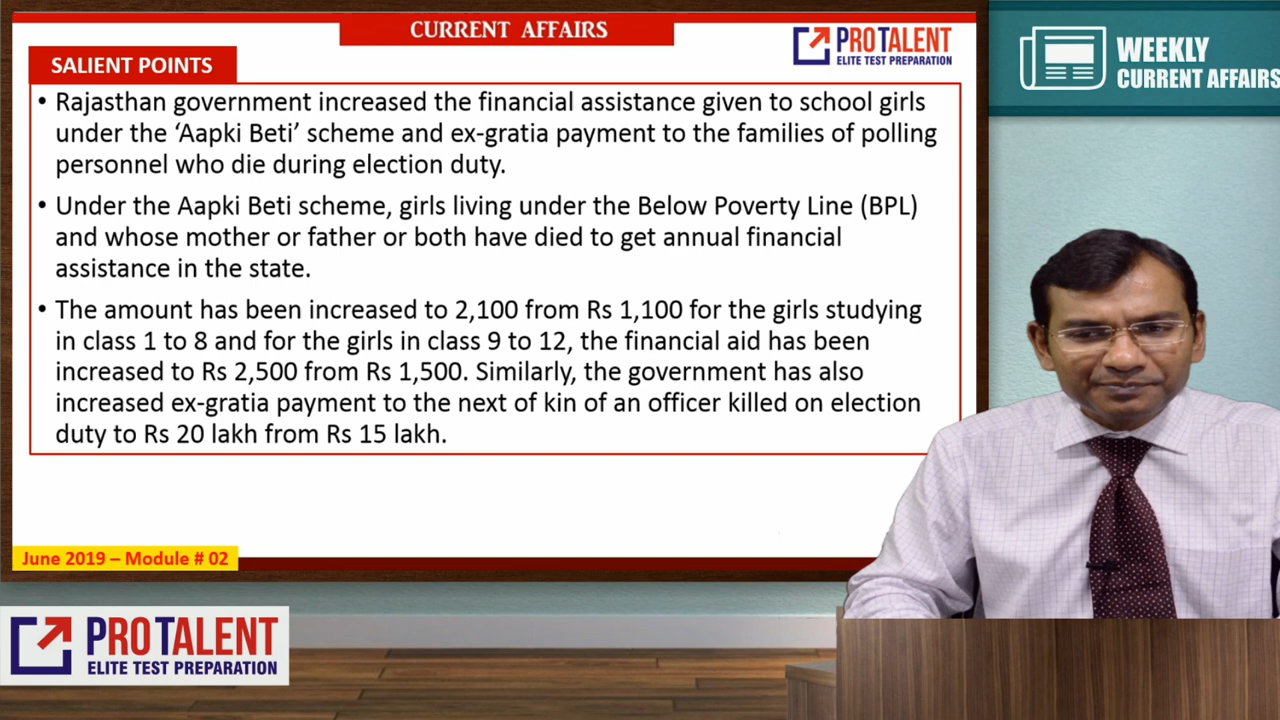 CURRENT AFFAIRS
PROTALENT
ELITE TEST PREPARATION
WEEKLY
CURRENT AFFAIRS
SALIENT POINTS
• Rajasthan government increased the financial assistance given to school girls
under the ‘Aapki Beti’ scheme and ex-gratia payment to the families of polling
personnel who die during election duty.
• Under the Aapki Beti scheme, girls living under the Below Poverty Line (BPL)
and whose mother or father or both have died to get annual financial
assistance in the state.
• The amount has been increased to 2,100 from Rs 1,100 for the girls studying
in class 1 to 8 and for the girls in class 9 to 12, the financial aid has been
increased to Rs 2,500 from Rs 1,500. Similarly, the government has also
increased ex-gratia payment to the next of kin of an officer killed on election
duty to Rs 20 lakh from Rs 15 lakh.
June 2019 – Module # 02
PROTALENT
ELITE TEST PREPARATION